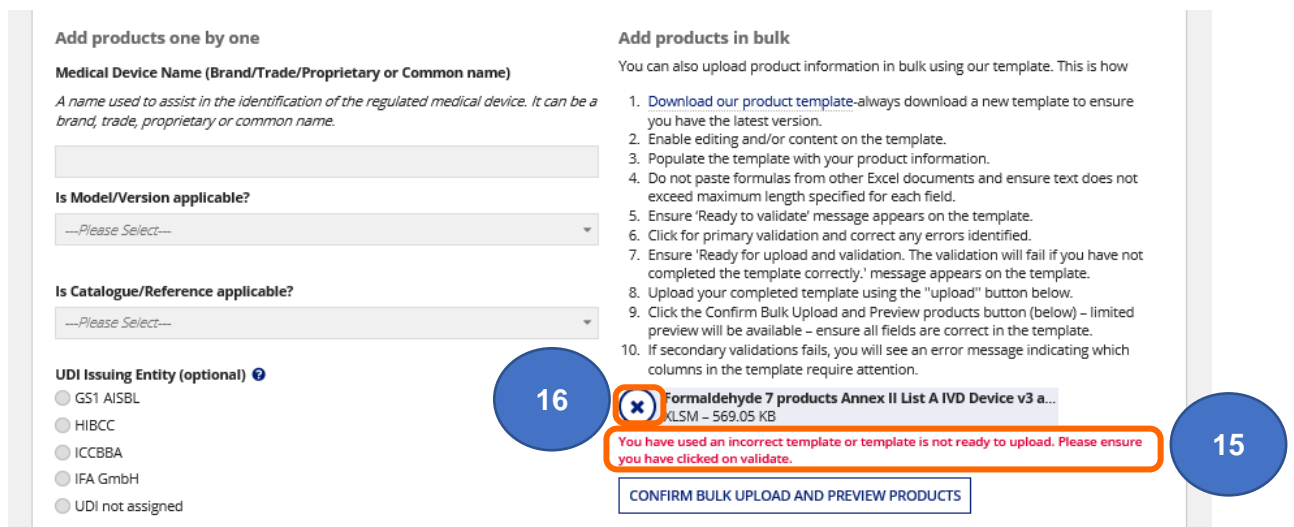 Add products one by one
Medical Device Name (Brand/Trade/Proprietary or Common name)
A name used to assist in the identification of the regulated medical device. It can be a
brand, trade, proprietary or common name.
Is Model/Version applicable?
---Please Select---
Is Catalogue/Reference applicable?
---Please Select---
UDI Issuing Entity (optional) ?
GS1 AISBL
HIBCC
ICCBBA
IFA GmbH
UDI not assigned
Add products in bulk
You can also upload product information in bulk using our template. This is how
1. Download our product template-always download a new template to ensure
you have the latest version.
2. Enable editing and/or content on the template.
3. Populate the template with your product information.
4. Do not paste formulas from other Excel documents and ensure text does not
exceed maximum length specified for each field.
5. Ensure ‘Ready to validate’ message appears on the template.
6. Click for primary validation and correct any errors identified.
7. Ensure 'Ready for upload and validation. The validation will fail if you have not
completed the template correctly.' message appears on the template.
8. Upload your completed template using the "upload" button below.
9. Click the Confirm Bulk Upload and Preview products button (below) – limited
preview will be available – ensure all fields are correct in the template.
10. If secondary validations fails, you will see an error message indicating which
columns in the template require attention.
16
Formaldehyde 7 products Annex II List A IVD Device v3 a...
XLSM – 569.05 KB
You have used an incorrect template or template is not ready to upload. Please ensure
you have clicked on validate.
15
CONFIRM BULK UPLOAD AND PREVIEW PRODUCTS